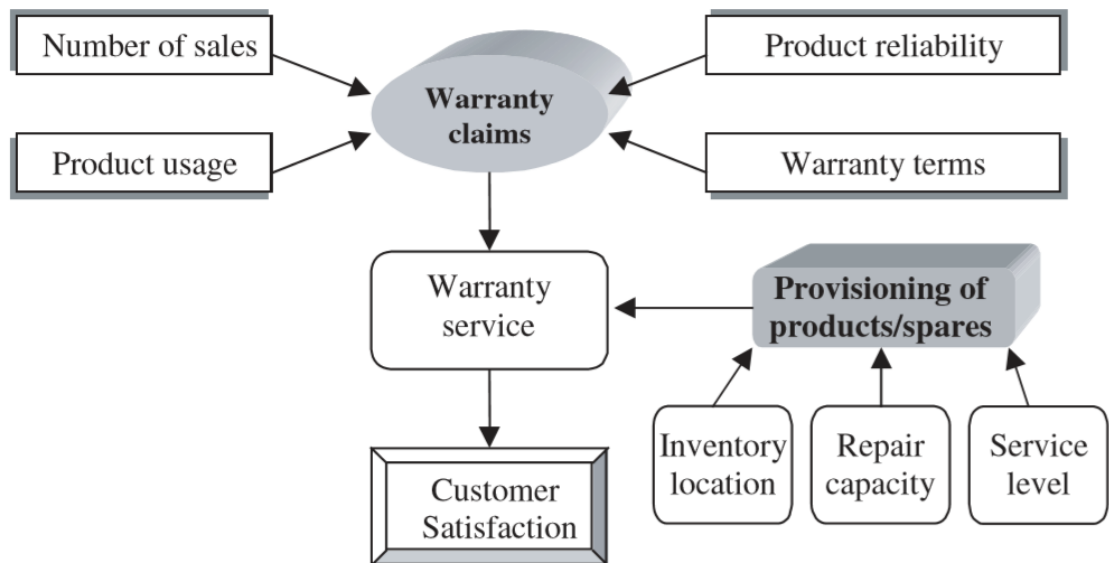 Number of sales
Product reliability
Warranty
claims
Product usage
Warranty terms
Warranty
service
Provisioning of
products/spares
Inventory
location
Repair
capacity
Service
level
Customer
Satisfaction